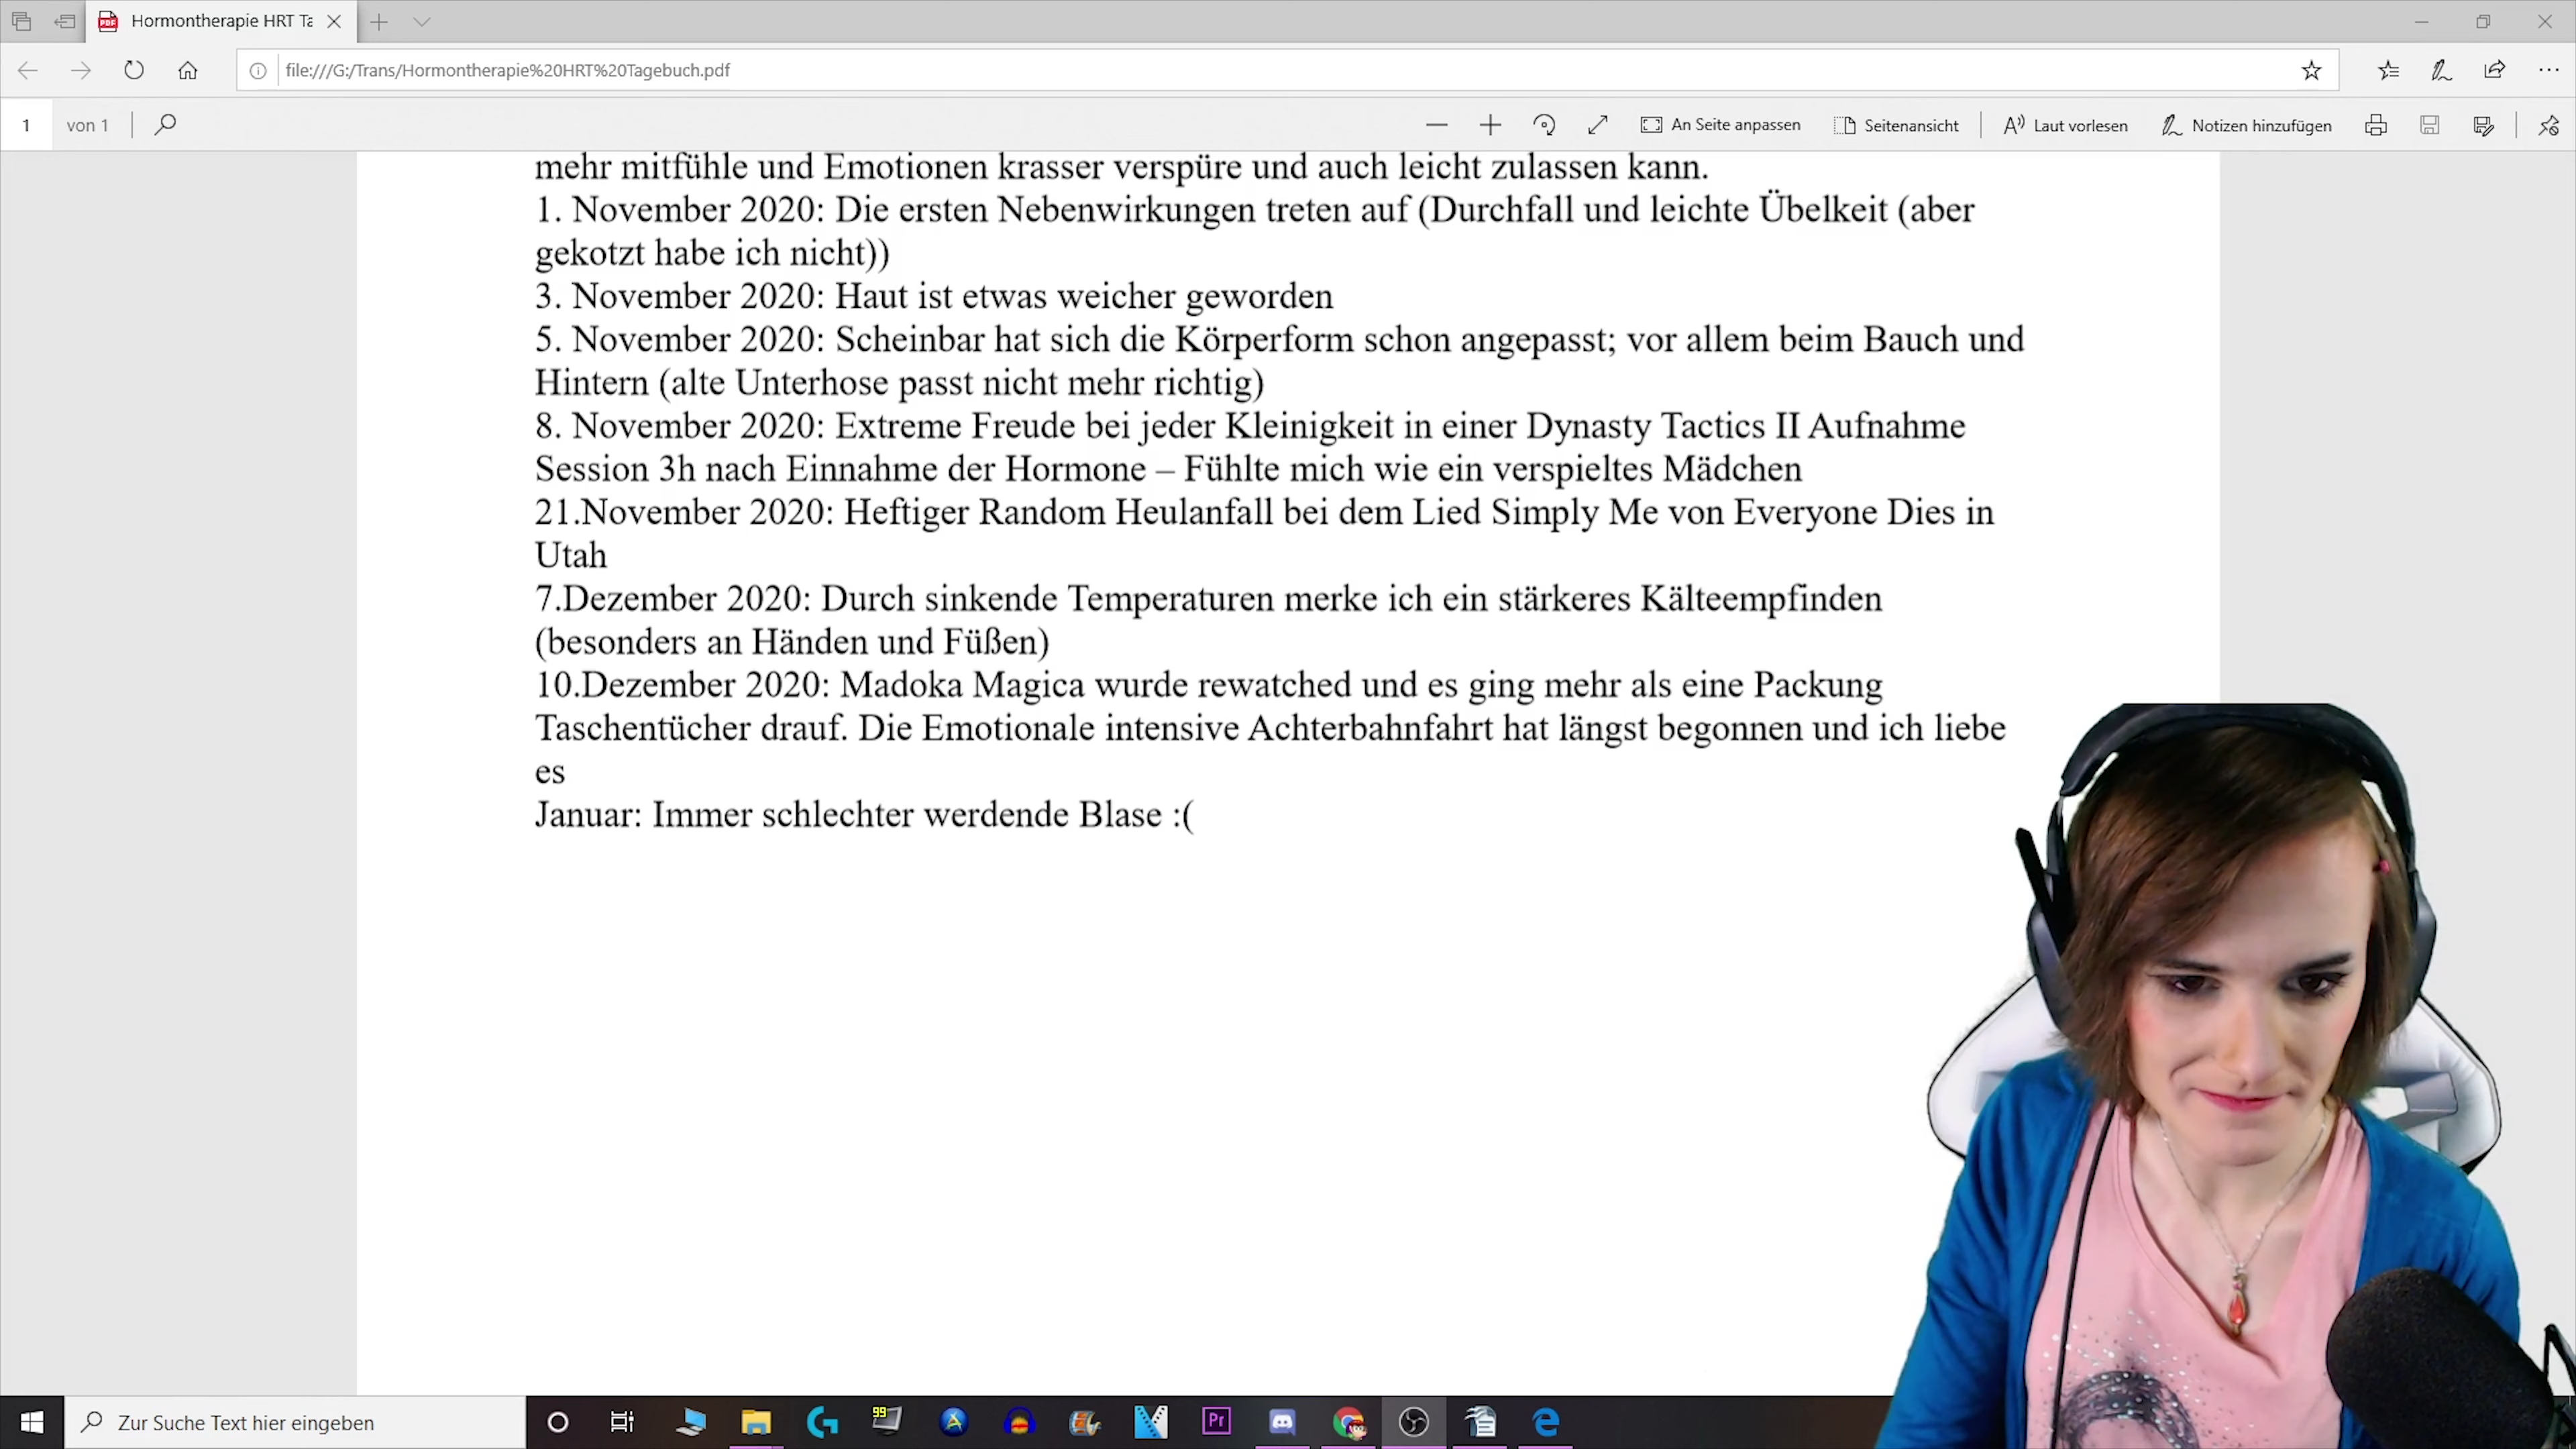 Hormontherapie HRT Ta
file:///G:/Trans/Hormontherapie%20HRT%20Tagebuch.pdf
1 von 1
An Seite anpassen
Seitenansicht
Laut vorlesen
Notizen hinzufügen
mehr mitfühle und Emotionen krasser verspüre und auch leicht zulassen kann.
1. November 2020: Die ersten Nebenwirkungen treten auf (Durchfall und leichte Übelkeit (aber
gekotzt habe ich nicht))
3. November 2020: Haut ist etwas weicher geworden
5. November 2020: Scheinbar hat sich die Körperform schon angepasst; vor allem beim Bauch und
Hintern (alte Unterhose passt nicht mehr richtig)
8. November 2020: Extreme Freude bei jeder Kleinigkeit in einer Dynasty Tactics II Aufnahme
Session 3h nach Einnahme der Hormone – Fühlte mich wie ein verspieltes Mädchen
21.November 2020: Heftiger Random Heulanfall bei dem Lied Simply Me von Everyone Dies in
Utah
7.Dezember 2020: Durch sinkende Temperaturen merke ich ein stärkeres Kälteempfinden
(besonders an Händen und Füßen)
10.Dezember 2020: Madoka Magica wurde rewatched und es ging mehr als eine Packung
Taschentücher drauf. Die Emotionale intensive Achterbahnfahrt hat längst begonnen und ich liebe
es
Januar: Immer schlechter werdende Blase :(
Zur Suche Text hier eingeben
99
Pr